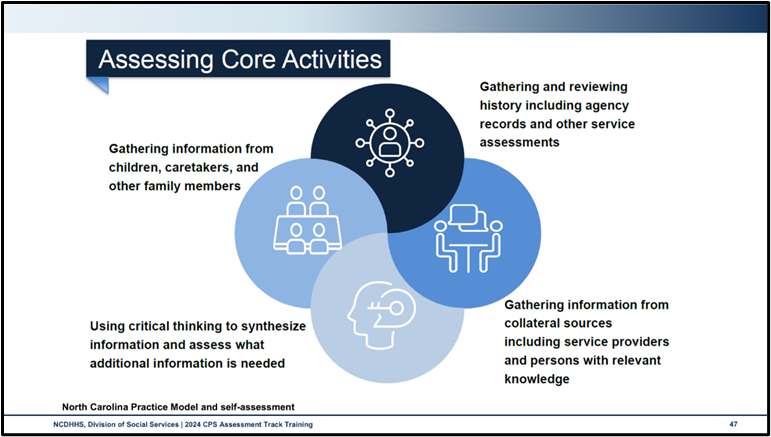 Assessing Core Activities
Gathering and reviewing
history including agency
records and other service
assessments
Gathering information from
children, caretakers, and
other family members
Gathering information from
collateral sources
including service providers
and persons with relevant
knowledge
Using critical thinking to synthesize
information and assess what
additional information is needed
North Carolina Practice Model and self-assessment
NCDHHS, Division of Social Services | 2024 CPS Assessment Track Training
47